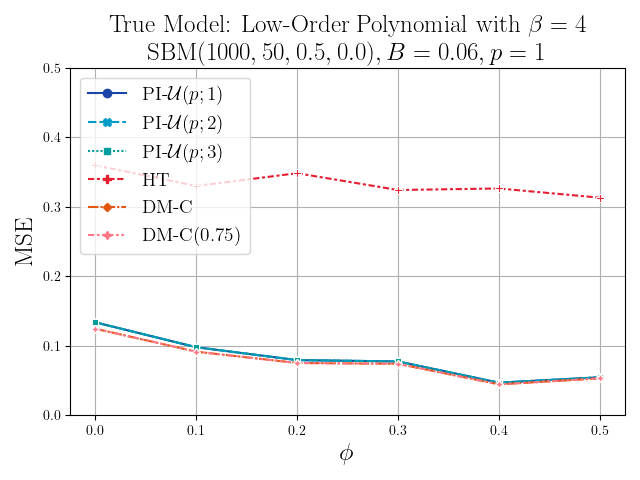 True Model: Low-Order Polynomial with β = 4
SBM(1000, 50, 0.5, 0.0), B = 0.06, p = 1
0.5
0.4
0.3
0.2
0.1
0.0
MSE
PI-𝒰(p; 1)
PI-𝒰(p; 2)
PI-𝒰(p; 3)
HT
DM-C
DM-C(0.75)
0.0 0.1 0.2 0.3 0.4 0.5
ϕ